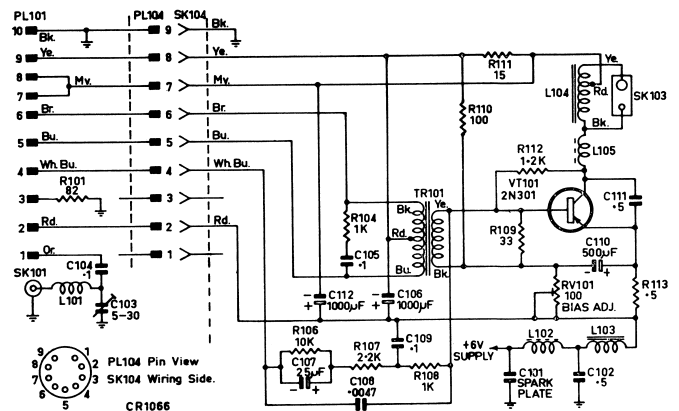 PL101 PL104 SK104
10 Bk. 9 Bk.
9 Ye. 8 Ye.
8 Mv. 7 Mv.
7
6 Br. 6 Br.
5 Bu. 5 Bu.
4 Wh.Bu. 4 Wh.Bu.
3 R101 82 3
2 Rd. 2 Rd.
1 Or. 1
SK101
C104 ·1
L101
C103 5-30
R111 15
Ye.
L104
Rd.
SK103
Bk.
R110 100
L105
R112 1·2K
VT101 2N301
C111 ·5
TR101
Bk. Ye.
R104 1K
Rd.
C105 ·1
R109 33
Bu. Bk.
C110 500µF
- +
C112 1000µF
- +
C106 1000µF
- +
RV101 100 BIAS ADJ.
R113 ·5
R106 10K
C109 ·1
C107 25µF
- +
R107 2·2K
R108 1K
C108 ·0047
+6V SUPPLY
L102 L103
C101 SPARK PLATE
C102 ·5
9 1
8 2
7 3
6 4
5
PL104 Pin View
SK104 Wiring Side.
CR1066